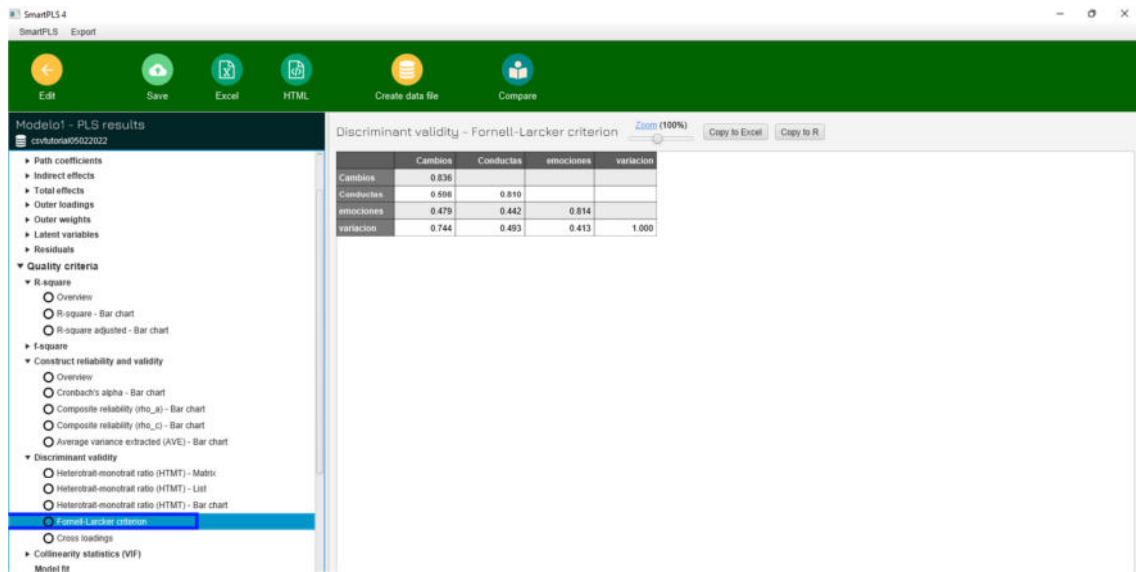 SmartPLS 4
SmartPLS Export
Edit Save Excel HTML Create data file Compare
Modelo1 - PLS results
csvtutorial05022022
Path coefficients
Indirect effects
Total effects
Outer loadings
Outer weights
Latent variables
Residuals
Quality criteria
R-square
Overview
R-square - Bar chart
R-square adjusted - Bar chart
f-square
Construct reliability and validity
Overview
Cronbach's alpha - Bar chart
Composite reliability (rho_a) - Bar chart
Composite reliability (rho_c) - Bar chart
Average variance extracted (AVE) - Bar chart
Discriminant validity
Heterotrait-monotrait ratio (HTMT) - Matrix
Heterotrait-monotrait ratio (HTMT) - List
Heterotrait-monotrait ratio (HTMT) - Bar chart
Fornell-Larcker criterion
Cross loadings
Collinearity statistics (VIF)
Model fit
Discriminant validity - Fornell-Larcker criterion Zoom (100%) Copy to Excel Copy to R
Cambios Conductas emociones variacion
Cambios 0.836
Conductas 0.598 0.810
emociones 0.479 0.442 0.814
variacion 0.744 0.493 0.413 1.000